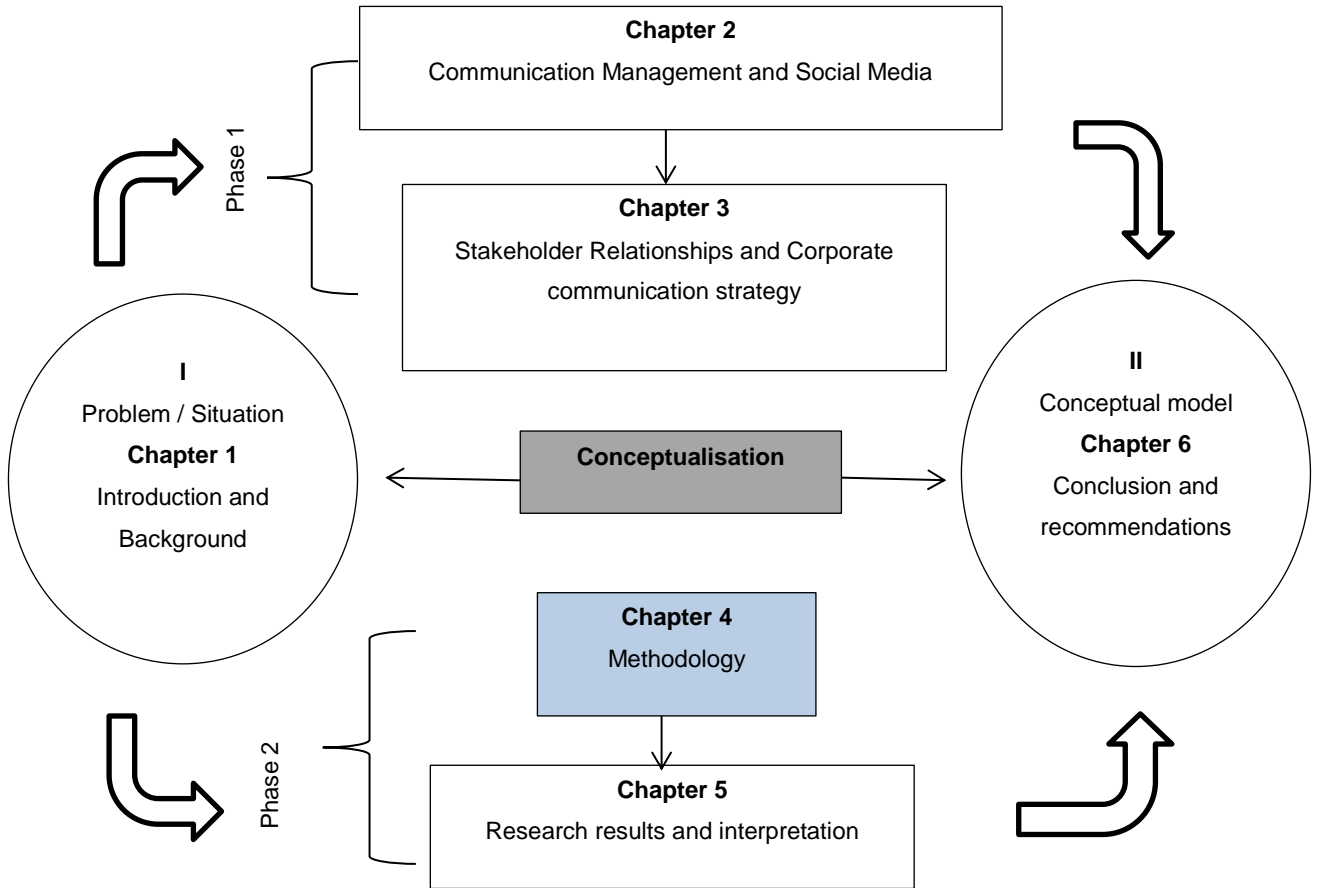 Chapter 2
Communication Management and Social Media
Phase 1
Chapter 3
Stakeholder Relationships and Corporate
communication strategy
I
Problem / Situation
Chapter 1
Introduction and
Background
Conceptualisation
II
Conceptual model
Chapter 6
Conclusion and
recommendations
Chapter 4
Methodology
Phase 2
Chapter 5
Research results and interpretation